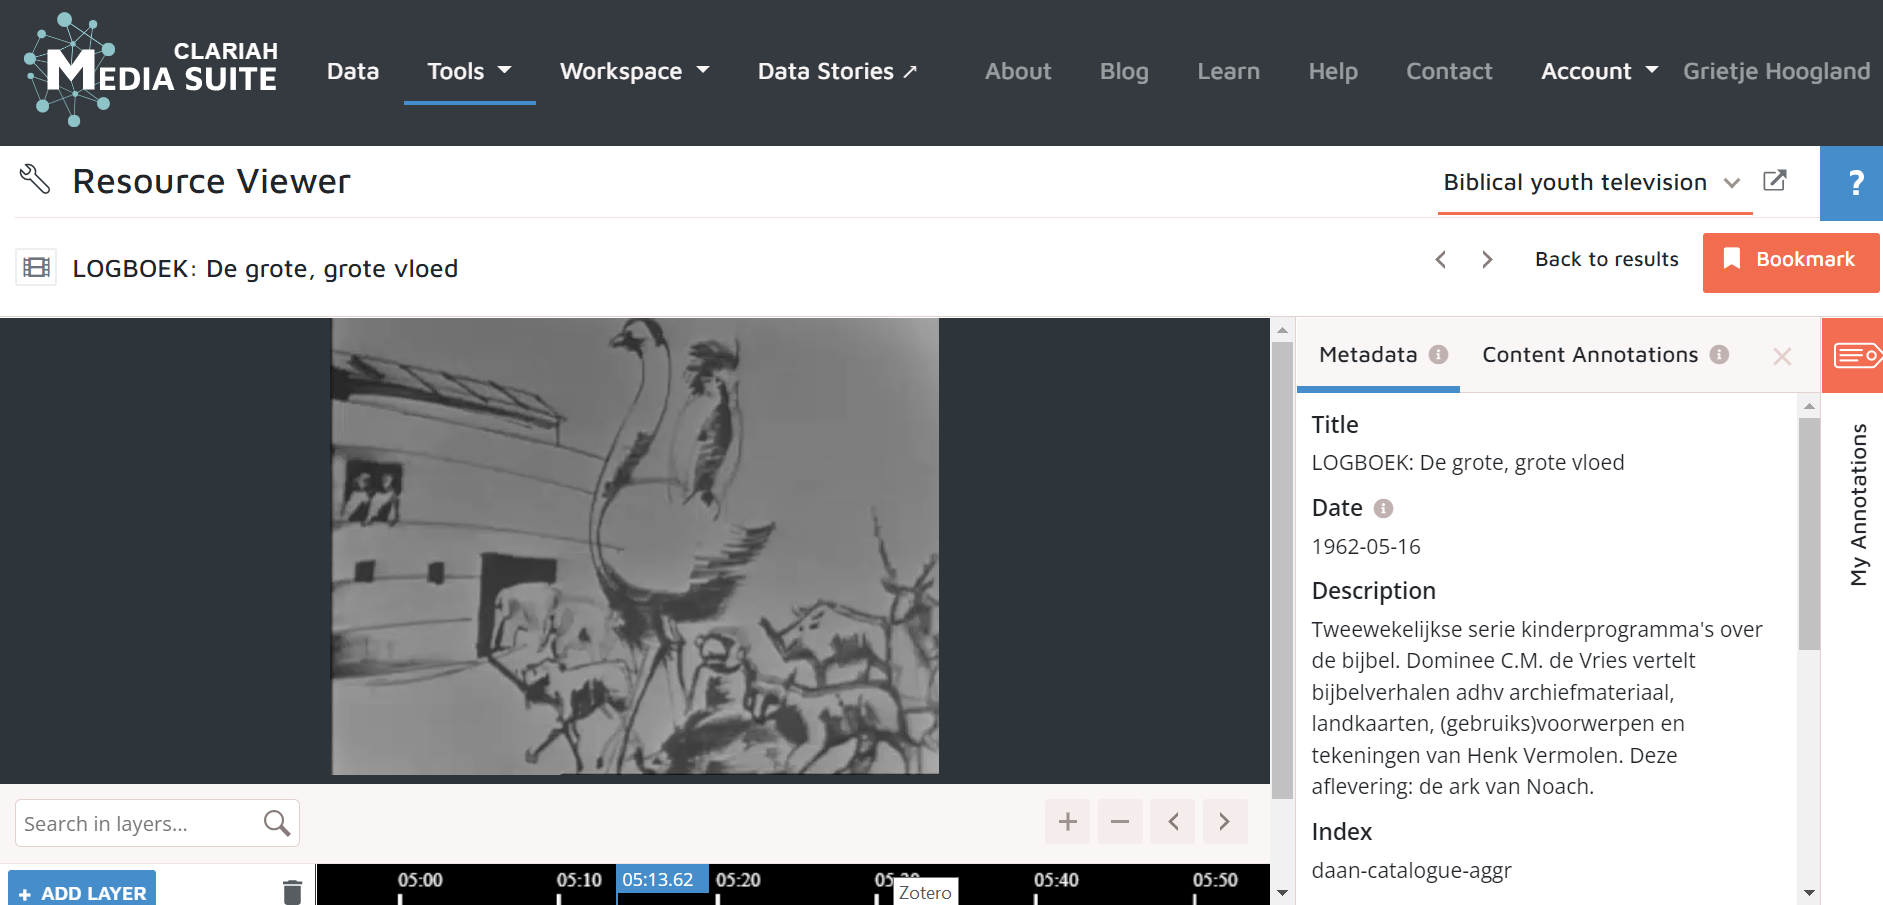 CLARIAH
MEDIA SUITE
Data
Tools
Workspace
Data Stories ↗
About
Blog
Learn
Help
Contact
Account
Grietje Hoogland
Resource Viewer
Biblical youth television
?
LOGBOEK: De grote, grote vloed
Back to results
Bookmark
Metadata
Content Annotations
Title
LOGBOEK: De grote, grote vloed
Date
1962-05-16
Description
Tweewekelijkse serie kinderprogramma's over
de bijbel. Dominee C.M. de Vries vertelt
bijbelverhalen adhv archiefmateriaal,
landkaarten, (gebruiks)voorwerpen en
tekeningen van Henk Vermolen. Deze
aflevering: de ark van Noach.
Index
daan-catalogue-aggr
My Annotations
Search in layers...
+ ADD LAYER
05:00
05:10
05:13.62
05:20
Zotero
05:40
05:50